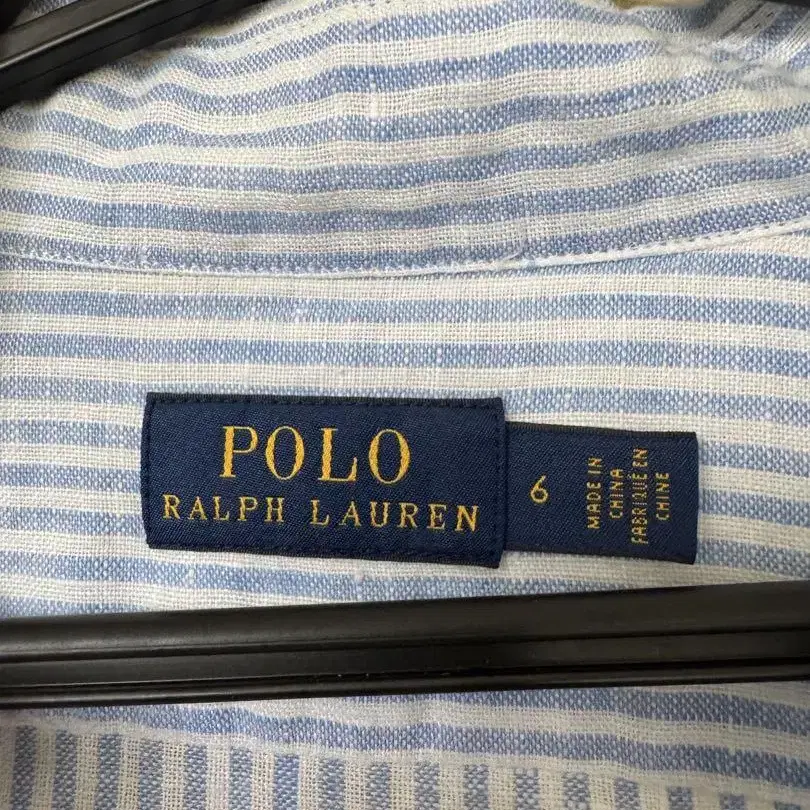 POLO
RALPH LAUREN
6
MADE IN
CHINA
FABRIQUÉ EN
CHINE